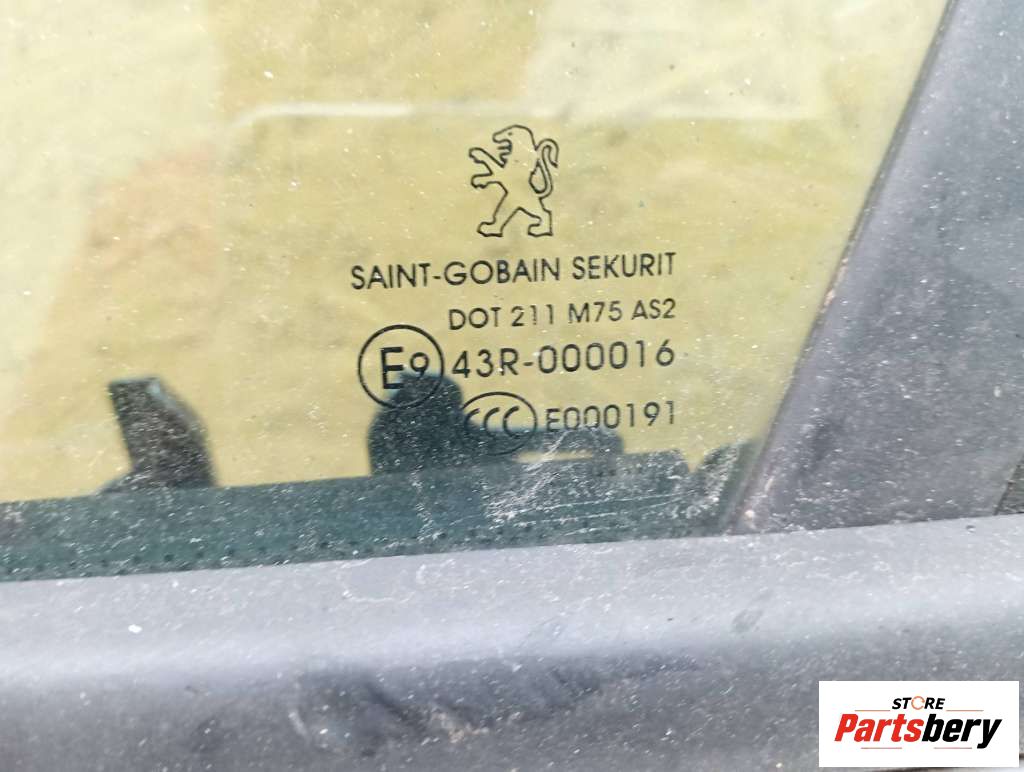 SAINT-GOBAIN SEKURIT
DOT 211 M75 AS2
E9 43R-000016
CCC E000191
STORE
Partsbery